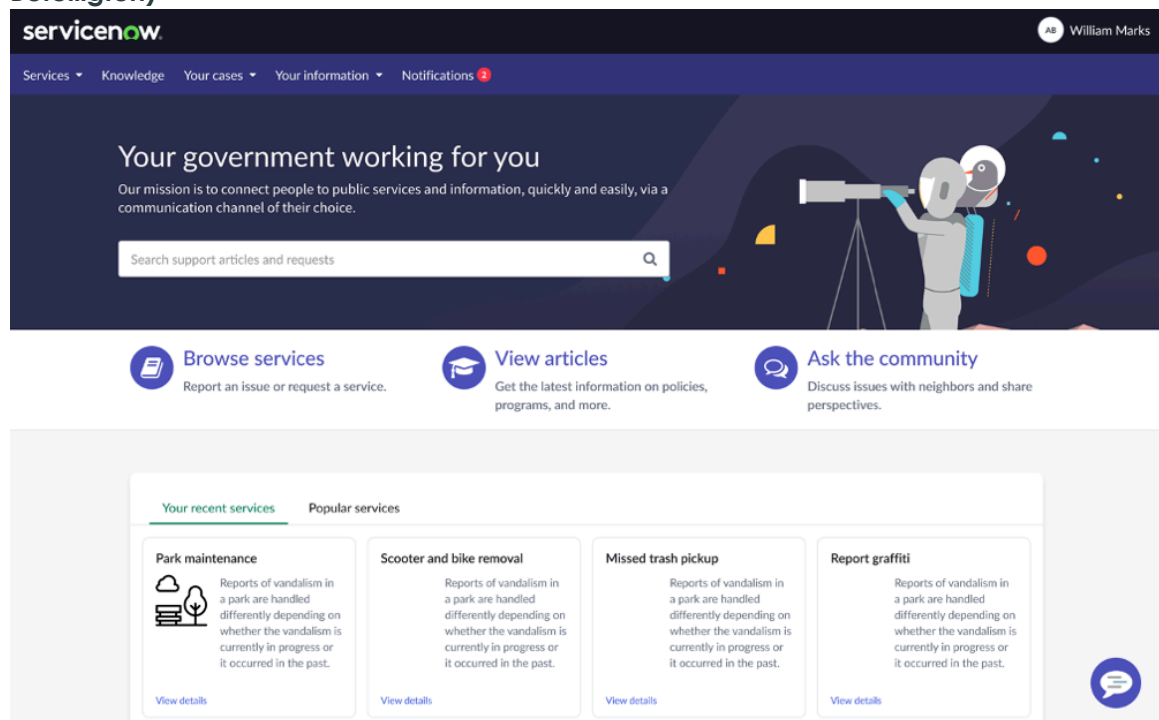 servicenow.
AB William Marks
Services Knowledge Your cases Your information Notifications 2
Your government working for you
Our mission is to connect people to public services and information, quickly and easily, via a
communication channel of their choice.
Search support articles and requests
Browse services
Report an issue or request a service.
View articles
Get the latest information on policies,
programs, and more.
Ask the community
Discuss issues with neighbors and share
perspectives.
Your recent services Popular services
Park maintenance
Reports of vandalism in
a park are handled
differently depending on
whether the vandalism is
currently in progress or
it occurred in the past.
View details
Scooter and bike removal
Reports of vandalism in
a park are handled
differently depending on
whether the vandalism is
currently in progress or
it occurred in the past.
View details
Missed trash pickup
Reports of vandalism in
a park are handled
differently depending on
whether the vandalism is
currently in progress or
it occurred in the past.
View details
Report graffiti
Reports of vandalism in
a park are handled
differently depending on
whether the vandalism is
currently in progress or
it occurred in the past.
View details